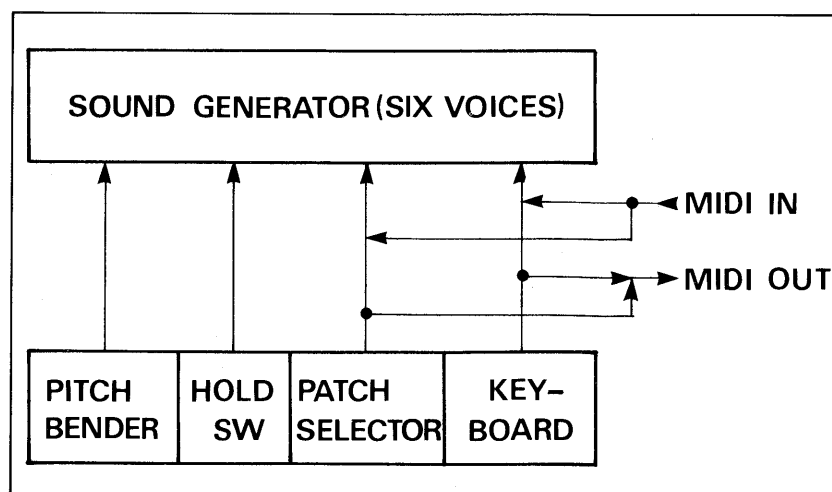 SOUND GENERATOR (SIX VOICES)
MIDI IN
MIDI OUT
PITCH
BENDER
HOLD
SW
PATCH
SELECTOR
KEY-
BOARD